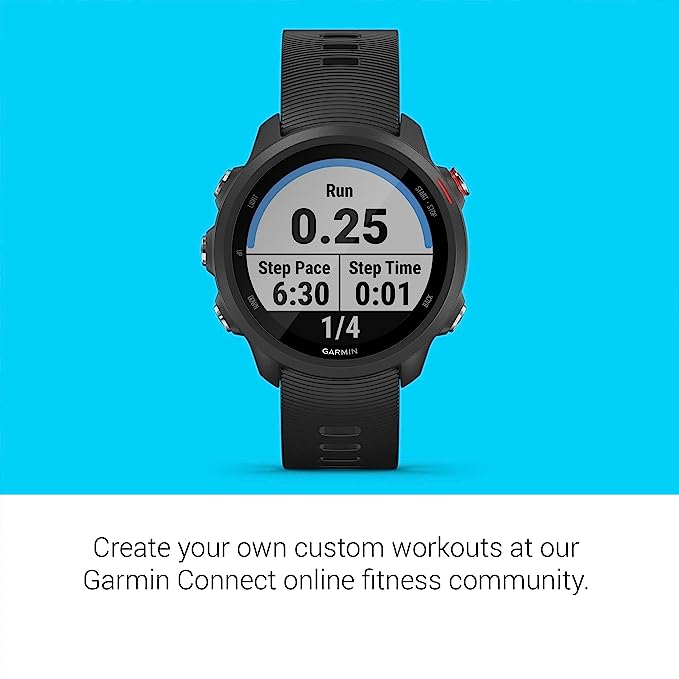 LIGHT
START · STOP
UP
DOWN
BACK
Run
0.25
Step Pace Step Time
6:30 0:01
1/4
GARMIN
Create your own custom workouts at our
Garmin Connect online fitness community.